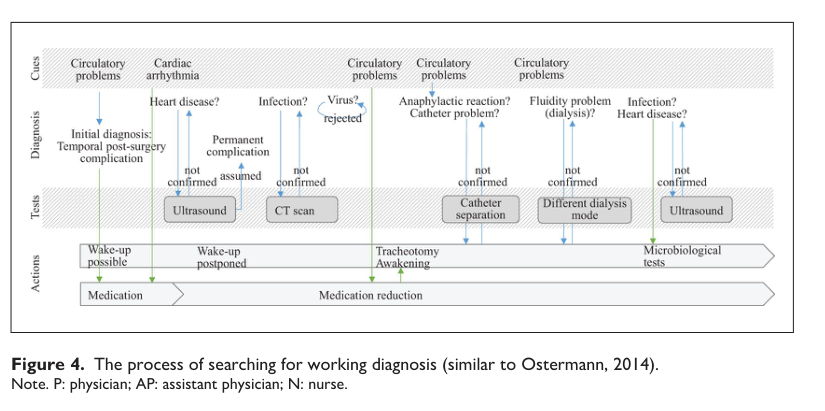 Cues
Circulatory
problems
Cardiac
arrhythmia
Circulatory
problems
Circulatory
problems
Circulatory
problems
Diagnosis
Initial diagnosis:
Temporal post-surgery
complication
Heart disease?
Permanent
complication
Infection?
Virus?
rejected
Anaphylactic reaction?
Catheter problem?
Fluidity problem
(dialysis)?
Infection?
Heart disease?
not
confirmed
assumed
not
confirmed
not
confirmed
not
confirmed
not
confirmed
Tests
Ultrasound
CT scan
Catheter
separation
Different dialysis
mode
Ultrasound
Actions
Wake-up
possible
Wake-up
postponed
Tracheotomy
Awakening
Microbiological
tests
Medication
Medication reduction
Figure 4. The process of searching for working diagnosis (similar to Ostermann, 2014).
Note. P: physician; AP: assistant physician; N: nurse.